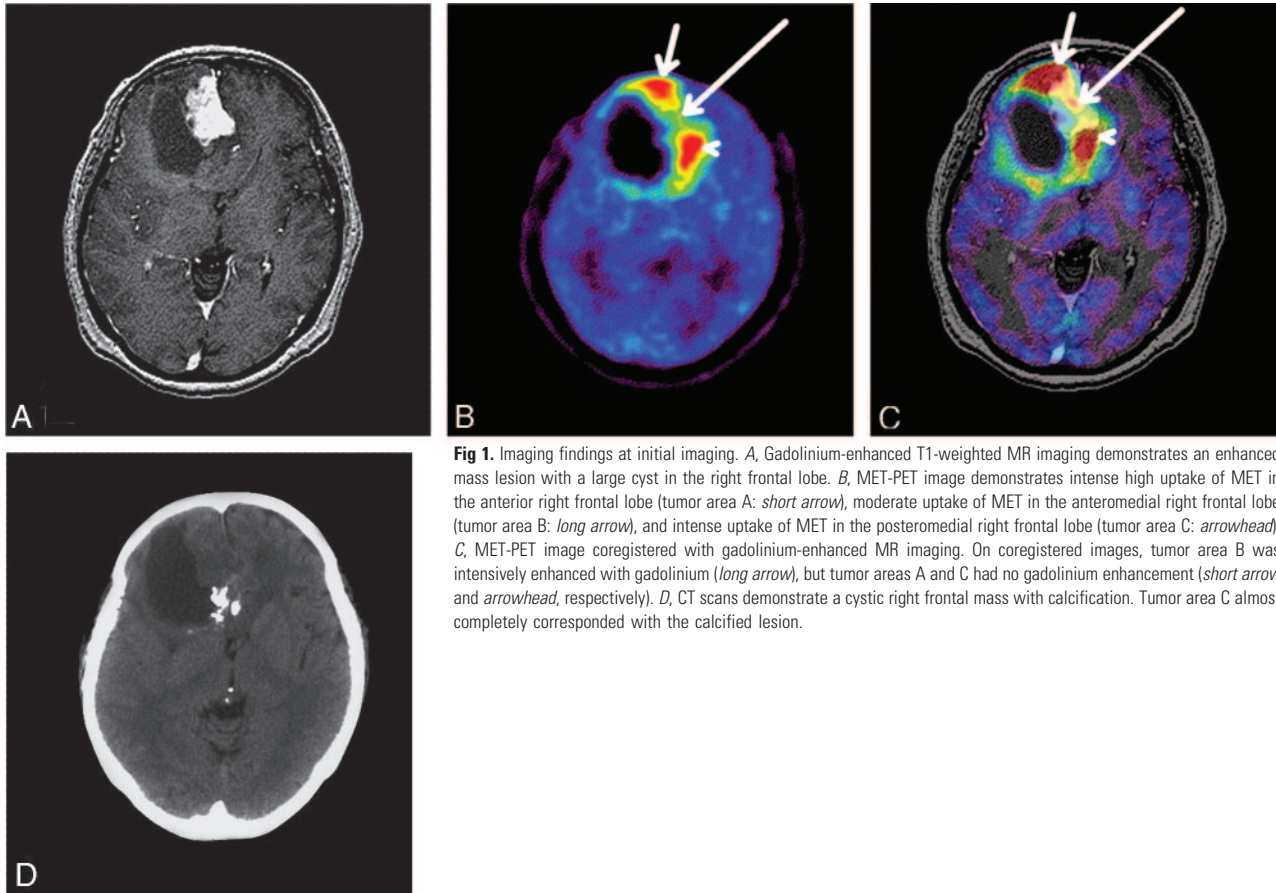 A
B
C
Fig 1. Imaging findings at initial imaging. A, Gadolinium-enhanced T1-weighted MR imaging demonstrates an enhanced
mass lesion with a large cyst in the right frontal lobe. B, MET-PET image demonstrates intense high uptake of MET in
the anterior right frontal lobe (tumor area A: short arrow), moderate uptake of MET in the anteromedial right frontal lobe
(tumor area B: long arrow), and intense uptake of MET in the posteromedial right frontal lobe (tumor area C: arrowhead)
C, MET-PET image coregistered with gadolinium-enhanced MR imaging. On coregistered images, tumor area B was
intensively enhanced with gadolinium (long arrow), but tumor areas A and C had no gadolinium enhancement (short arrow
and arrowhead, respectively). D, CT scans demonstrate a cystic right frontal mass with calcification. Tumor area C almost
completely corresponded with the calcified lesion.
D